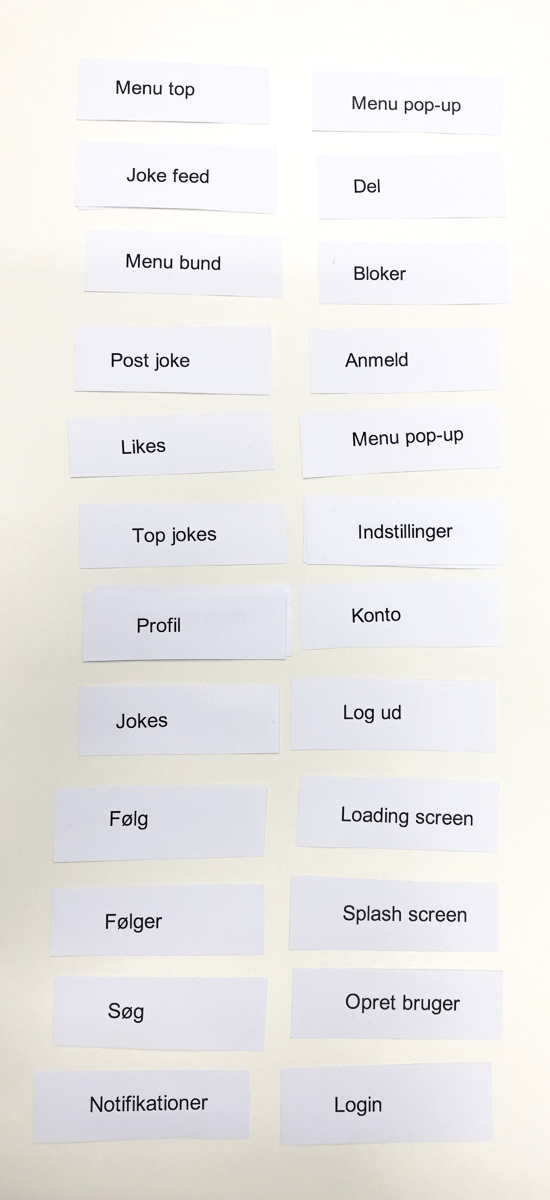 Menu top
Joke feed
Menu bund
Post joke
Likes
Top jokes
Profil
Jokes
Følg
Følger
Søg
Notifikationer
Menu pop-up
Del
Bloker
Anmeld
Menu pop-up
Indstillinger
Konto
Log ud
Loading screen
Splash screen
Opret bruger
Login